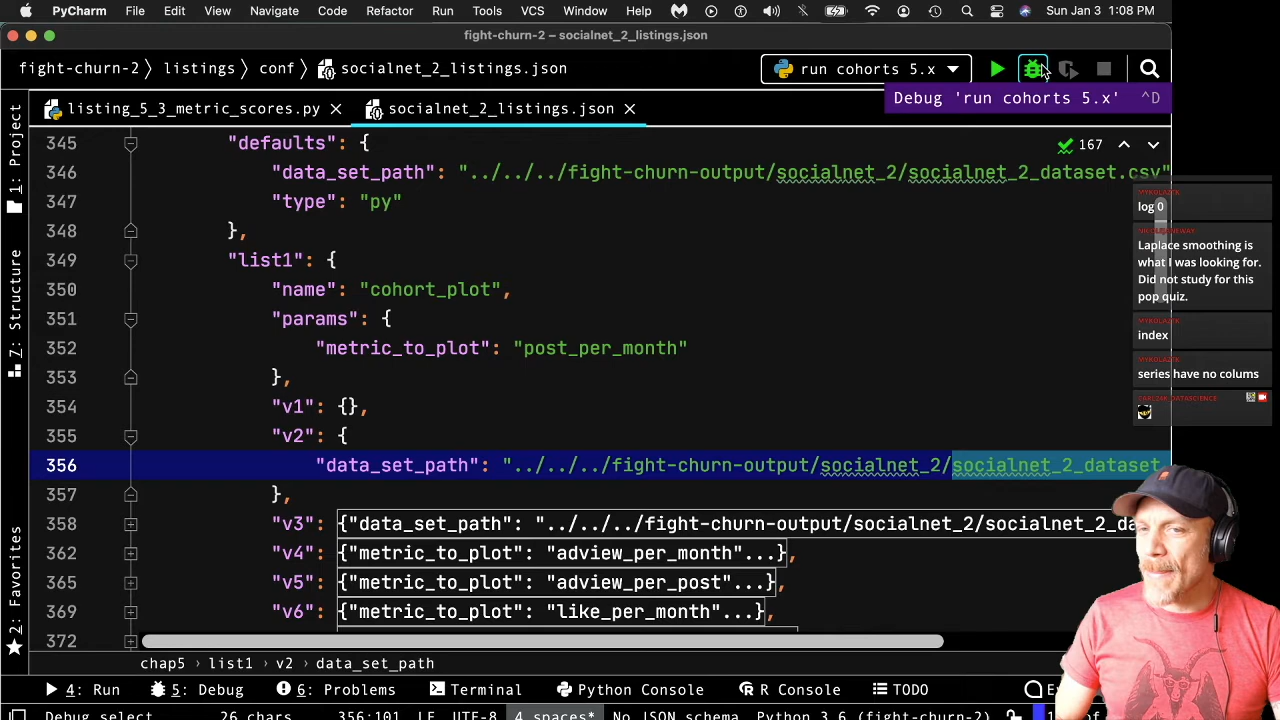 PyCharm File Edit View Navigate Code Refactor Run Tools VCS Window Help Sun Jan 3 1:08 PM
fight-churn-2 – socialnet_2_listings.json
fight-churn-2 listings conf socialnet_2_listings.json run cohorts 5.x
Debug 'run cohorts 5.x' ^D
listing_5_3_metric_scores.py socialnet_2_listings.json
1: Project
Z: Structure
2: Favorites
167
345 "defaults": {
346 "data_set_path": "../../../fight-churn-output/socialnet_2/socialnet_2_dataset.csv"
347 "type": "py"
348 },
349 "list1": {
350 "name": "cohort_plot",
351 "params": {
352 "metric_to_plot": "post_per_month"
353 },
354 "v1": {},
355 "v2": {
356 "data_set_path": "../../../fight-churn-output/socialnet_2/socialnet_2_dataset.
357 },
358 "v3": {"data_set_path": "../../../fight-churn-output/socialnet_2/socialnet_2_da
362 "v4": {"metric_to_plot": "adview_per_month"...},
365 "v5": {"metric_to_plot": "adview_per_post"...},
369 "v6": {"metric_to_plot": "like_per_month"...},
372
MYKOLAZTK
log 0
Laplace smoothing is
what I was looking for.
Did not study for this
pop quiz.
MYKOLAZTK
index
MYKOLAZTK
series have no colums
CARL24K_DATASCIENCE
chap5 › list1 › v2 › data_set_path
4: Run 5: Debug 6: Problems Terminal Python Console R Console TODO
Debug select 26 chars 356:101 LF UTF-8 4 spaces* No JSON schema Python 3.6 (fight-churn-2)